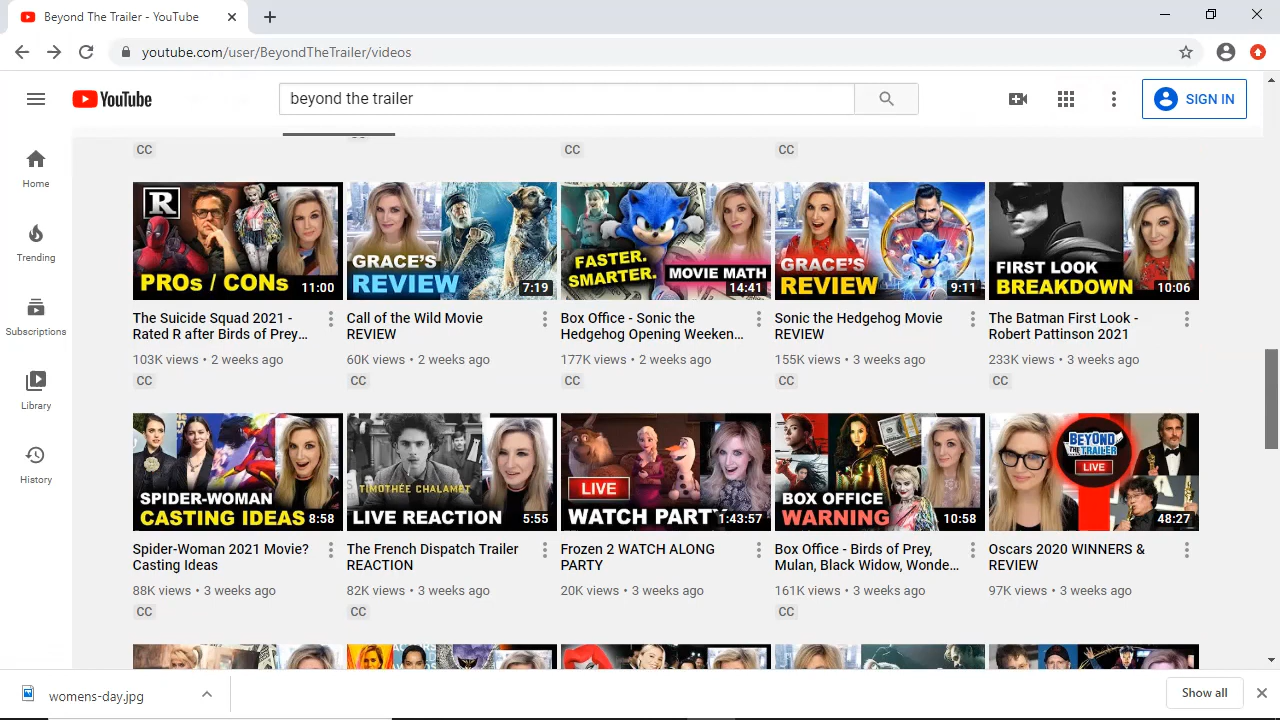 Beyond The Trailer - YouTube
youtube.com/user/BeyondTheTrailer/videos
YouTube
beyond the trailer
SIGN IN
CC
CC
CC
Home
Trending
Subscriptions
Library
History
R
PROs / CONs
11:00
GRACE'S
REVIEW
7:19
FASTER.
SMARTER.
MOVIE MATH
14:41
GRACE'S
REVIEW
9:11
FIRST LOOK
BREAKDOWN
10:06
The Suicide Squad 2021 -
Rated R after Birds of Prey...
103K views • 2 weeks ago
CC
Call of the Wild Movie
REVIEW
60K views • 2 weeks ago
CC
Box Office - Sonic the
Hedgehog Opening Weeken...
177K views • 2 weeks ago
CC
Sonic the Hedgehog Movie
REVIEW
155K views • 3 weeks ago
CC
The Batman First Look -
Robert Pattinson 2021
233K views • 3 weeks ago
CC
SPIDER-WOMAN
CASTING IDEAS
8:58
TIMOTHÉE CHALAMET
LIVE REACTION
5:55
LIVE
WATCH PARTY
1:43:57
BOX OFFICE
WARNING
10:58
BEYOND
THE TRAILER
LIVE
48:27
Spider-Woman 2021 Movie?
Casting Ideas
88K views • 3 weeks ago
CC
The French Dispatch Trailer
REACTION
82K views • 3 weeks ago
CC
Frozen 2 WATCH ALONG
PARTY
20K views • 3 weeks ago
Box Office - Birds of Prey,
Mulan, Black Widow, Wonde...
161K views • 3 weeks ago
CC
Oscars 2020 WINNERS &
REVIEW
97K views • 3 weeks ago
womens-day.jpg
Show all